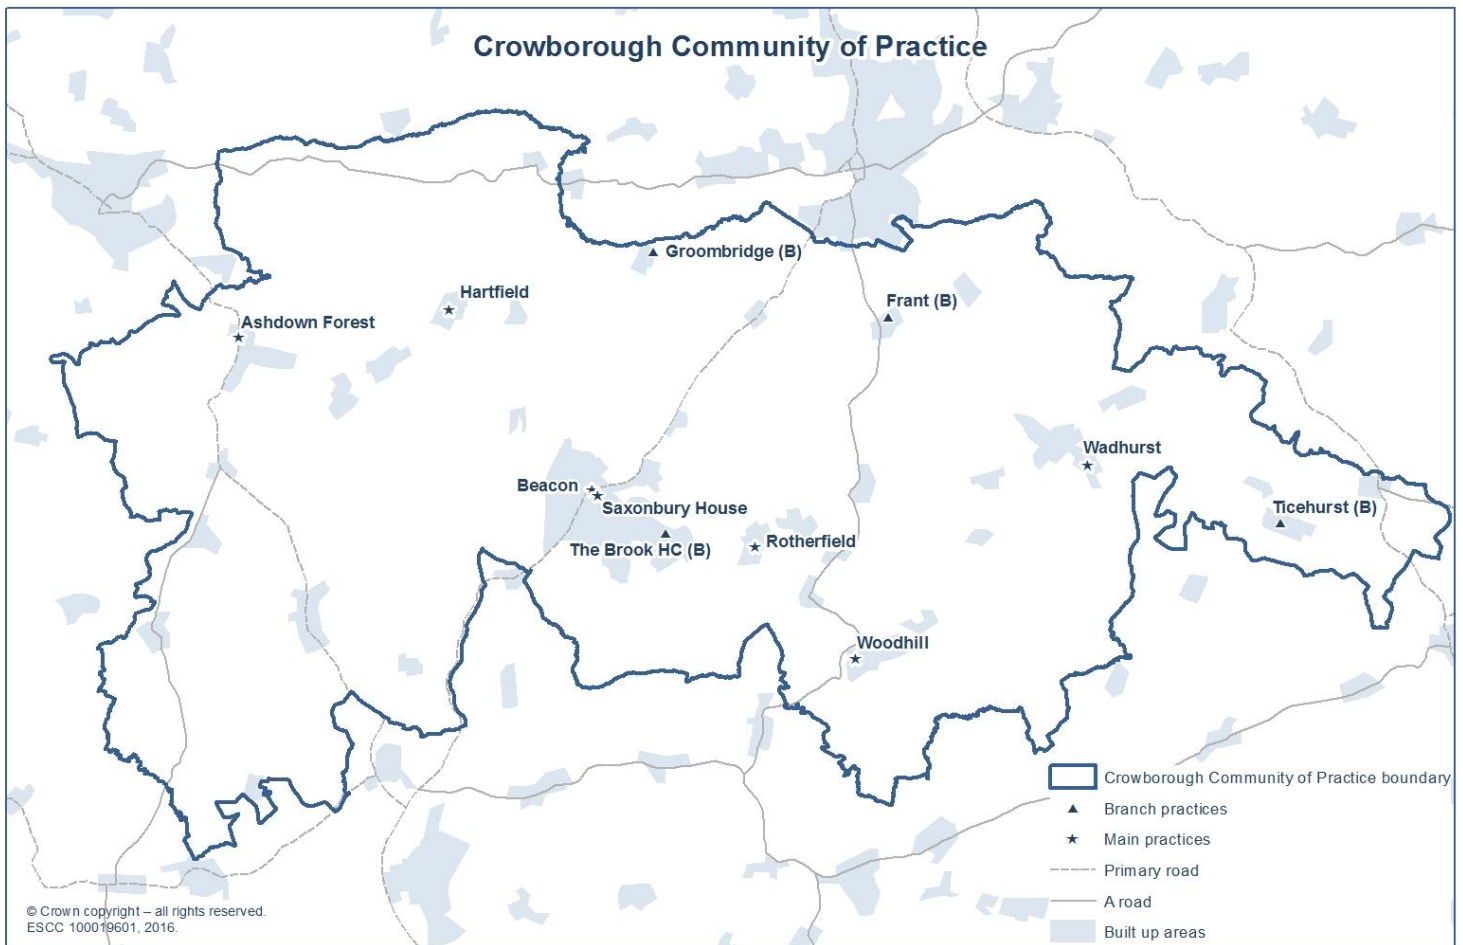 Crowborough Community of Practice
Groombridge (B)
Hartfield
Frant (B)
Ashdown Forest
Wadhurst
Beacon
Saxonbury House
Ticehurst (B)
The Brook HC (B)
Rotherfield
Woodhill
Crowborough Community of Practice boundary
Branch practices
Main practices
Primary road
A road
Built up areas
© Crown copyright – all rights reserved.
ESCC 100019601, 2016.